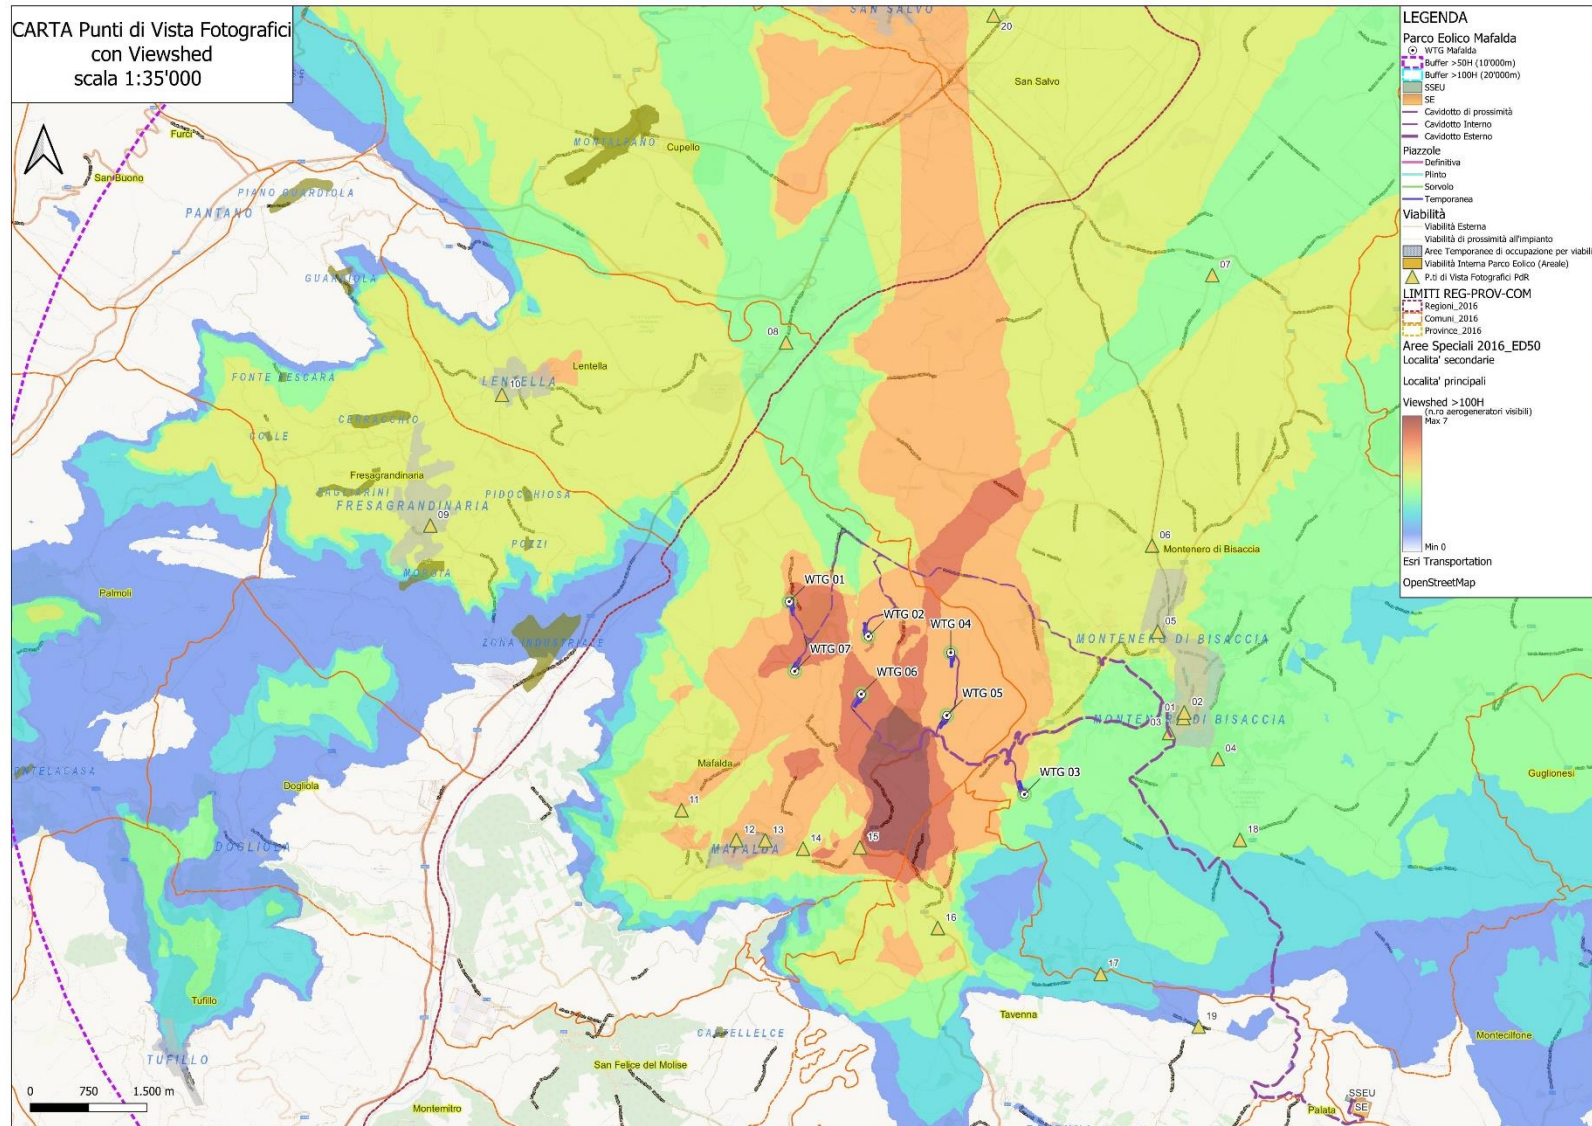 CARTA Punti di Vista Fotografici
con Viewshed
scala 1:35'000
LEGENDA
Parco Eolico Mafalda
WTG Mafalda
Buffer >50H (10'000m)
Buffer >100H (20'000m)
SSEU
SE
Cavidotto di prossimità
Cavidotto Interno
Cavidotto Esterno
Piazzole
Definitiva
Plinto
Sorvolo
Temporanea
Viabilità
Viabilità Esterna
Viabilità di prossimità all'impianto
Aree Temporanee di occupazione per viabili
Viabilità Interna Parco Eolico (Areale)
P.ti di Vista Fotografici PdR
LIMITI REG-PROV-COM
Regioni_2016
Comuni_2016
Province_2016
Aree Speciali 2016_ED50
Localita' secondarie
Localita' principali
Viewshed >100H
(n.ro aerogeneratori visibili)
Max 7
Min 0
Esri Transportation
OpenStreetMap
SAN SALVO
20
San Salvo
Furci
MONTALFANO
Cupello
San Buono
PIANO GUARDIOLA
PANTANO
GUARDIOLA
07
08
Lentella
LENTELLA
10
FONTE PESCARA
CERRACCHIO
COLLE
Fresagrandinaria
PAGLIARINI
PIDOCCHIOSA
FRESAGRANDINARIA
09
POZZI
MORGIA
06
Montenero di Bisaccia
Palmoli
WTG 01
WTG 02
WTG 04
05
MONTENERO DI BISACCIA
ZONA INDUSTRIALE
WTG 07
WTG 06
WTG 05
01
02
MONTENERO DI BISACCIA
03
04
Mafalda
WTG 03
Guglionesi
Dogliola
11
DOGLIOLA
12
13
14
15
18
MAFALDA
16
17
Tufillo
Tavenna
19
CAPPELLELCE
Montecilfone
TUFILLO
San Felice del Molise
0 750 1.500 m
Montemitro
SSEU
SE
Palata